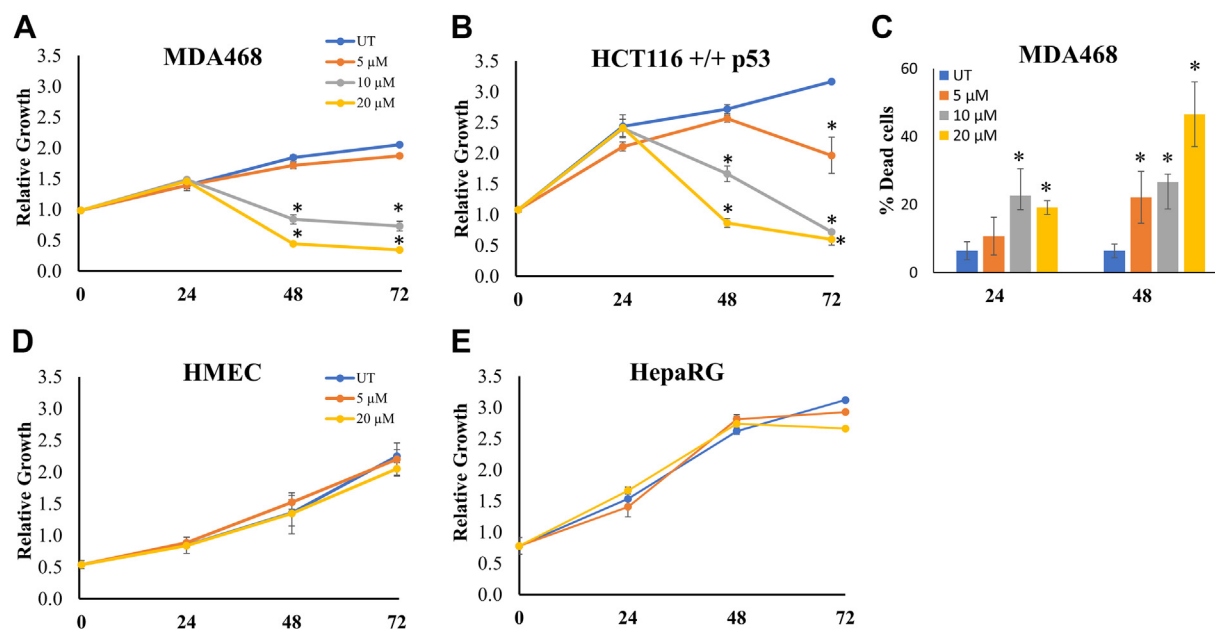 A
MDA468
UT
5 µM
10 µM
20 µM
Relative Growth
3.5
3.0
2.5
2.0
1.5
1.0
0.5
0.0
* *
* *
0 24 48 72
B
HCT116 +/+ p53
Relative Growth
3.5
3.0
2.5
2.0
1.5
1.0
0.5
0.0
*
*
*
* *
0 24 48 72
C
MDA468
UT
5 µM
10 µM
20 µM
% Dead cells
60
40
20
0
* * * * *
24 48
D
HMEC
UT
5 µM
20 µM
Relative Growth
3.5
3.0
2.5
2.0
1.5
1.0
0.5
0.0
0 24 48 72
E
HepaRG
Relative Growth
3.5
3.0
2.5
2.0
1.5
1.0
0.5
0.0
0 24 48 72